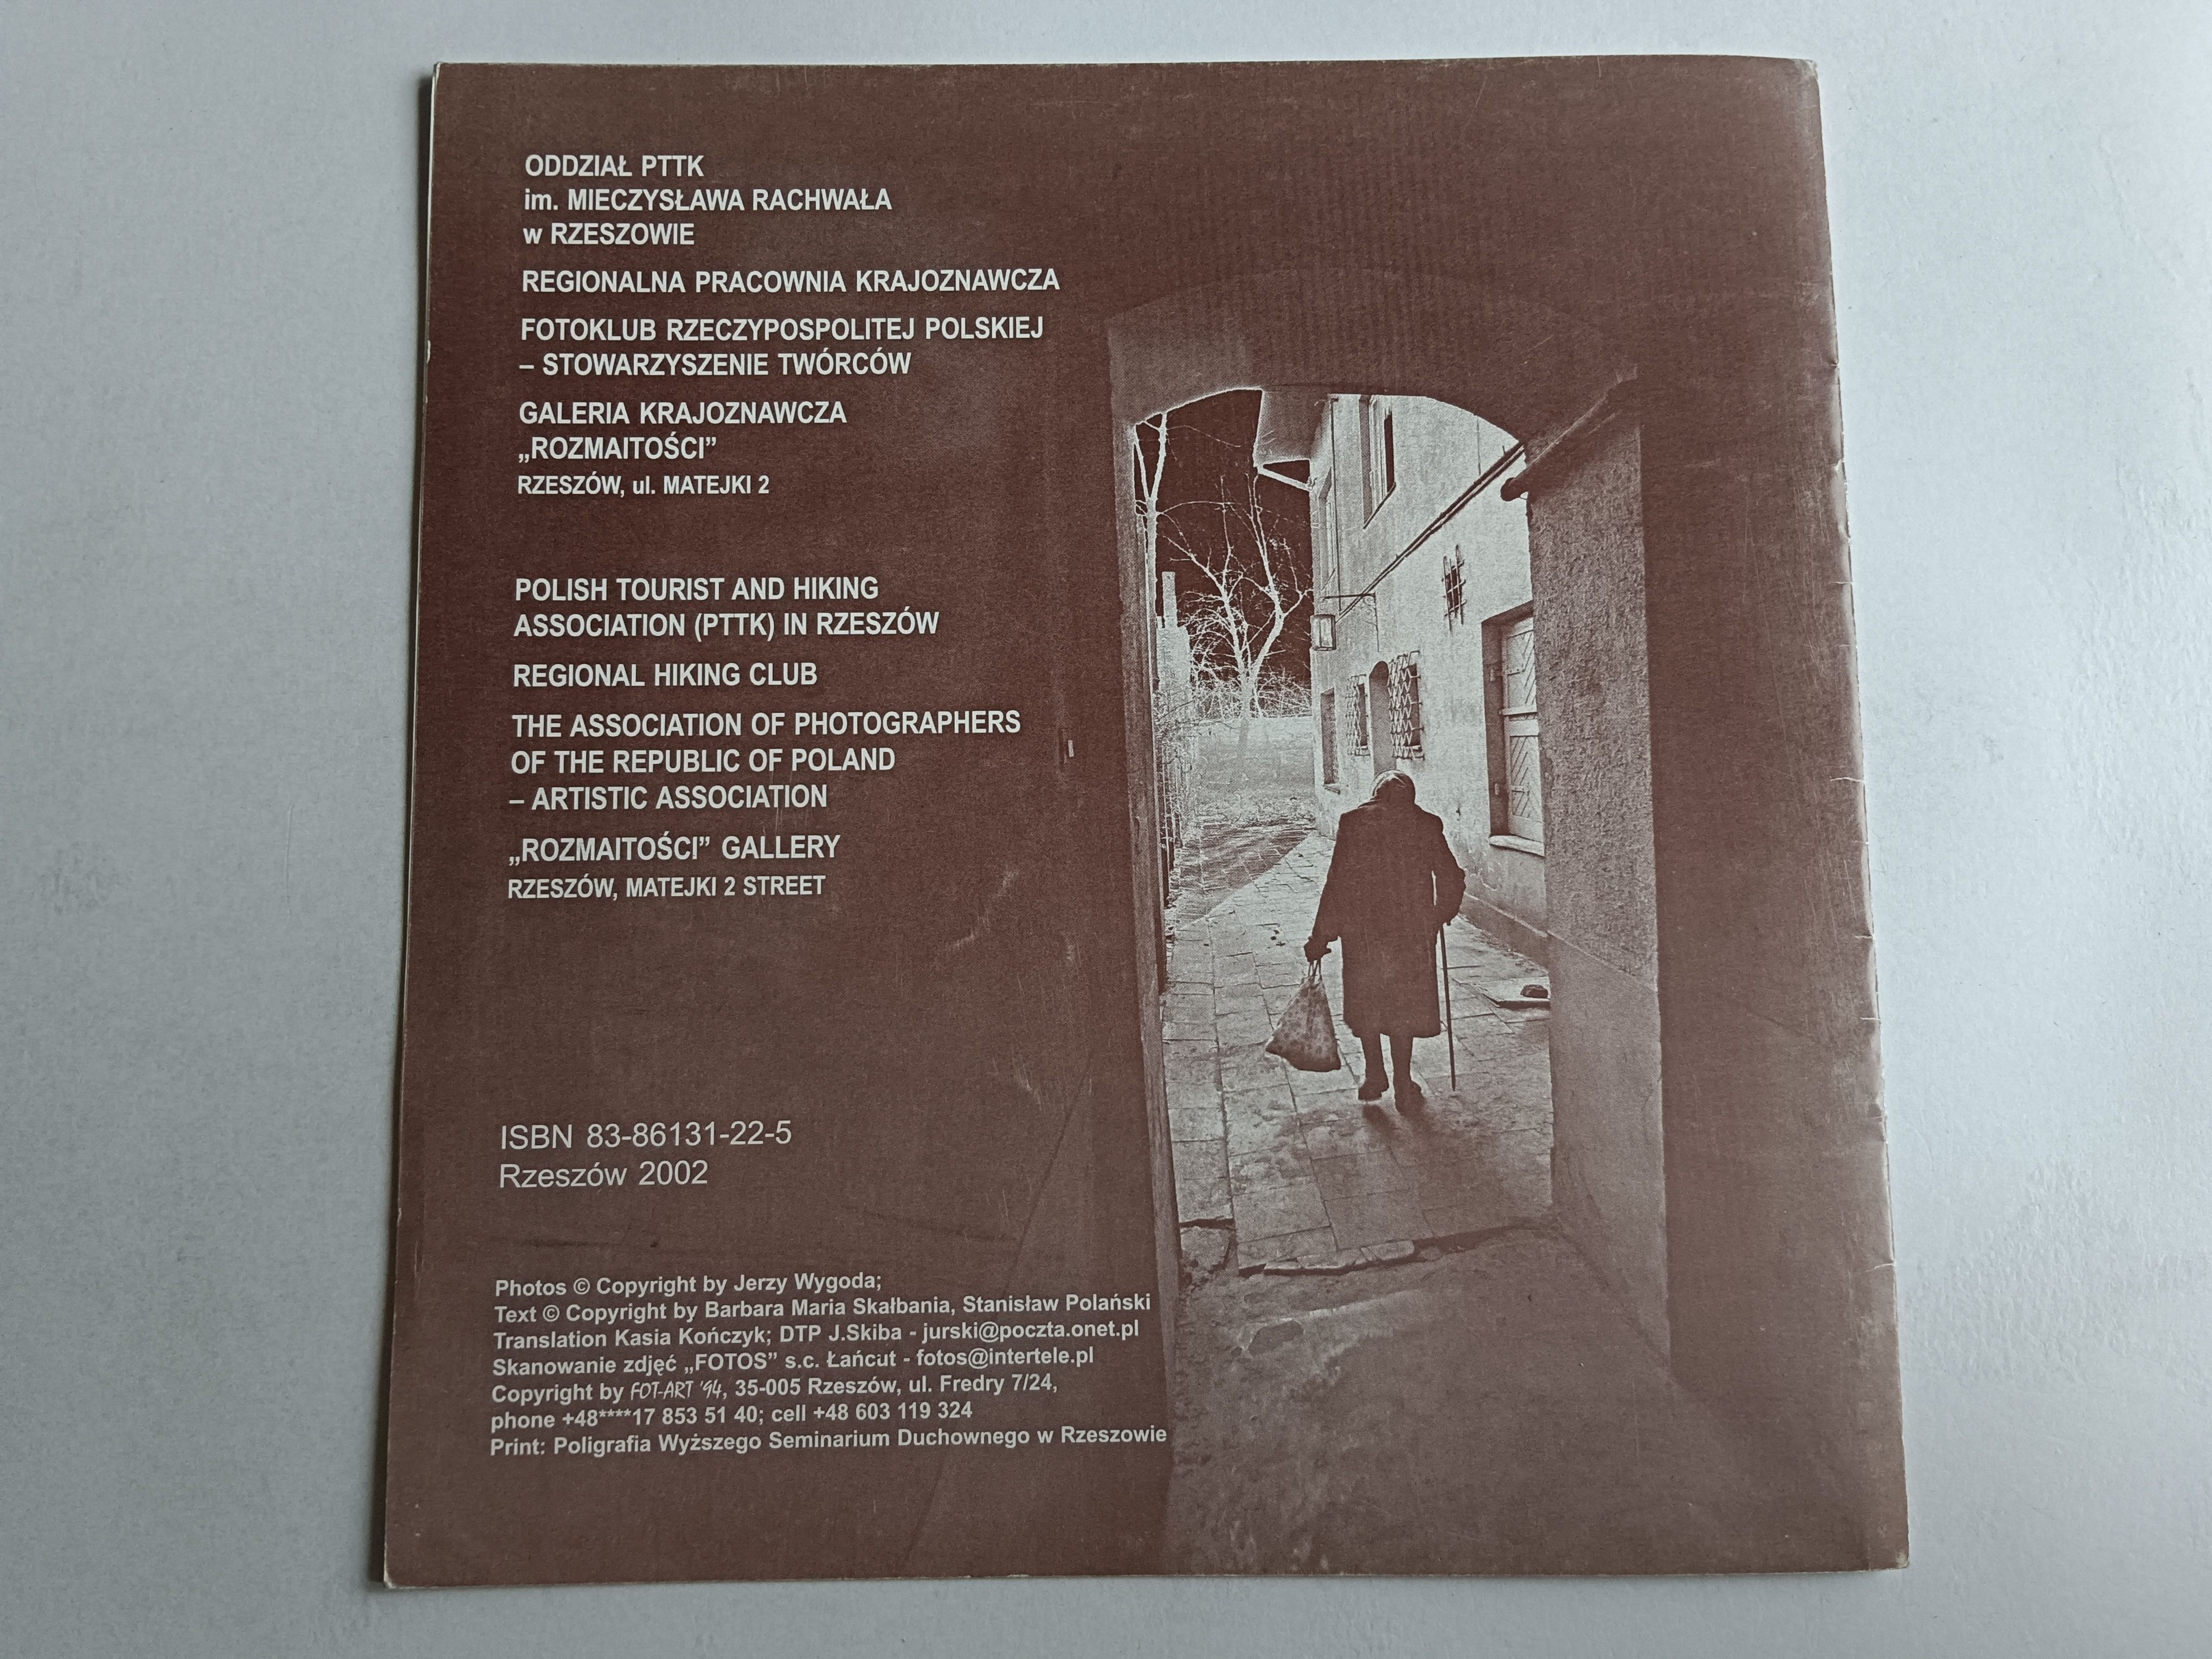 ODDZIAŁ PTTK
im. MIECZYSŁAWA RACHWAŁA
w RZESZOWIE
REGIONALNA PRACOWNIA KRAJOZNAWCZA
FOTOKLUB RZECZYPOSPOLITEJ POLSKIEJ
– STOWARZYSZENIE TWÓRCÓW
GALERIA KRAJOZNAWCZA
„ROZMAITOŚCI”
RZESZÓW, ul. MATEJKI 2
POLISH TOURIST AND HIKING
ASSOCIATION (PTTK) IN RZESZÓW
REGIONAL HIKING CLUB
THE ASSOCIATION OF PHOTOGRAPHERS
OF THE REPUBLIC OF POLAND
– ARTISTIC ASSOCIATION
„ROZMAITOŚCI” GALLERY
RZESZÓW, MATEJKI 2 STREET
ISBN 83-86131-22-5
Rzeszów 2002
Photos © Copyright by Jerzy Wygoda;
Text © Copyright by Barbara Maria Skałbania, Stanisław Polański
Translation Kasia Kończyk; DTP J.Skiba - jurski@poczta.onet.pl
Skanowanie zdjęć „FOTOS” s.c. Łańcut - fotos@intertele.pl
Copyright by FOT-ART '94, 35-005 Rzeszów, ul. Fredry 7/24,
phone +48****17 853 51 40; cell +48 603 119 324
Print: Poligrafia Wyższego Seminarium Duchownego w Rzeszowie